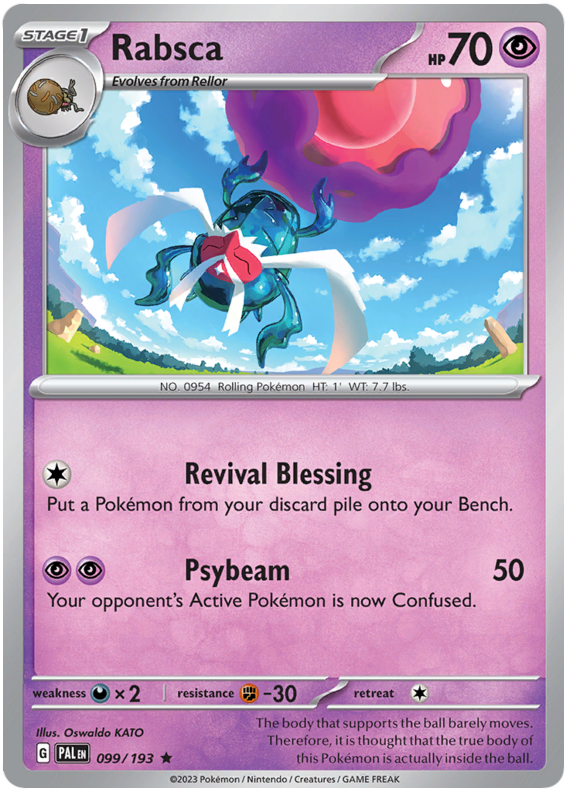 STAGE1
Rabsca
HP70
Evolves from Rellor
NO. 0954 Rolling Pokémon HT: 1' WT: 7.7 lbs.
Revival Blessing
Put a Pokémon from your discard pile onto your Bench.
Psybeam 50
Your opponent's Active Pokémon is now Confused.
weakness ×2 resistance -30 retreat
Illus. Oswaldo KATO
G PAL EN 099/193 ★
The body that supports the ball barely moves.
Therefore, it is thought that the true body of
this Pokémon is actually inside the ball.
©2023 Pokémon / Nintendo / Creatures / GAME FREAK